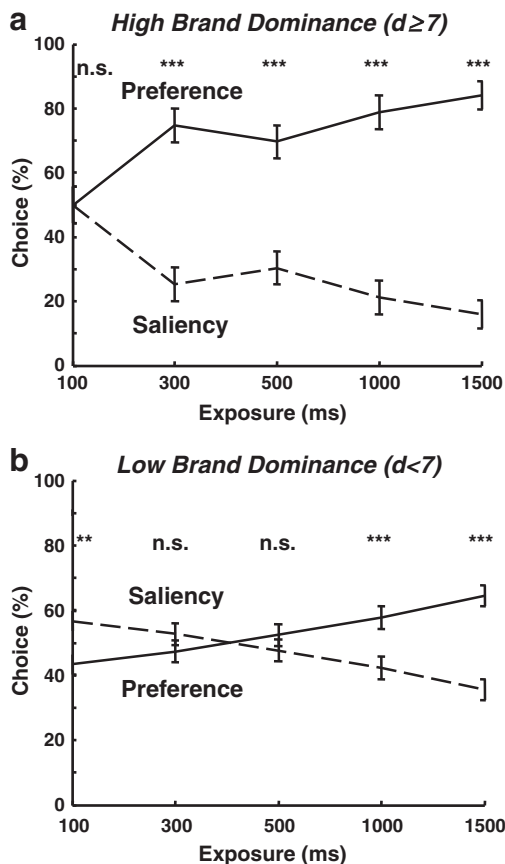 a High Brand Dominance (d≥7)
100
n.s. *** *** *** ***
Preference
80
60
Choice (%)
40
20
Saliency
0
100 300 500 1000 1500
Exposure (ms)
b Low Brand Dominance (d<7)
100
80
** n.s. n.s. *** ***
Saliency
60
Choice (%)
40
Preference
20
0
100 300 500 1000 1500
Exposure (ms)